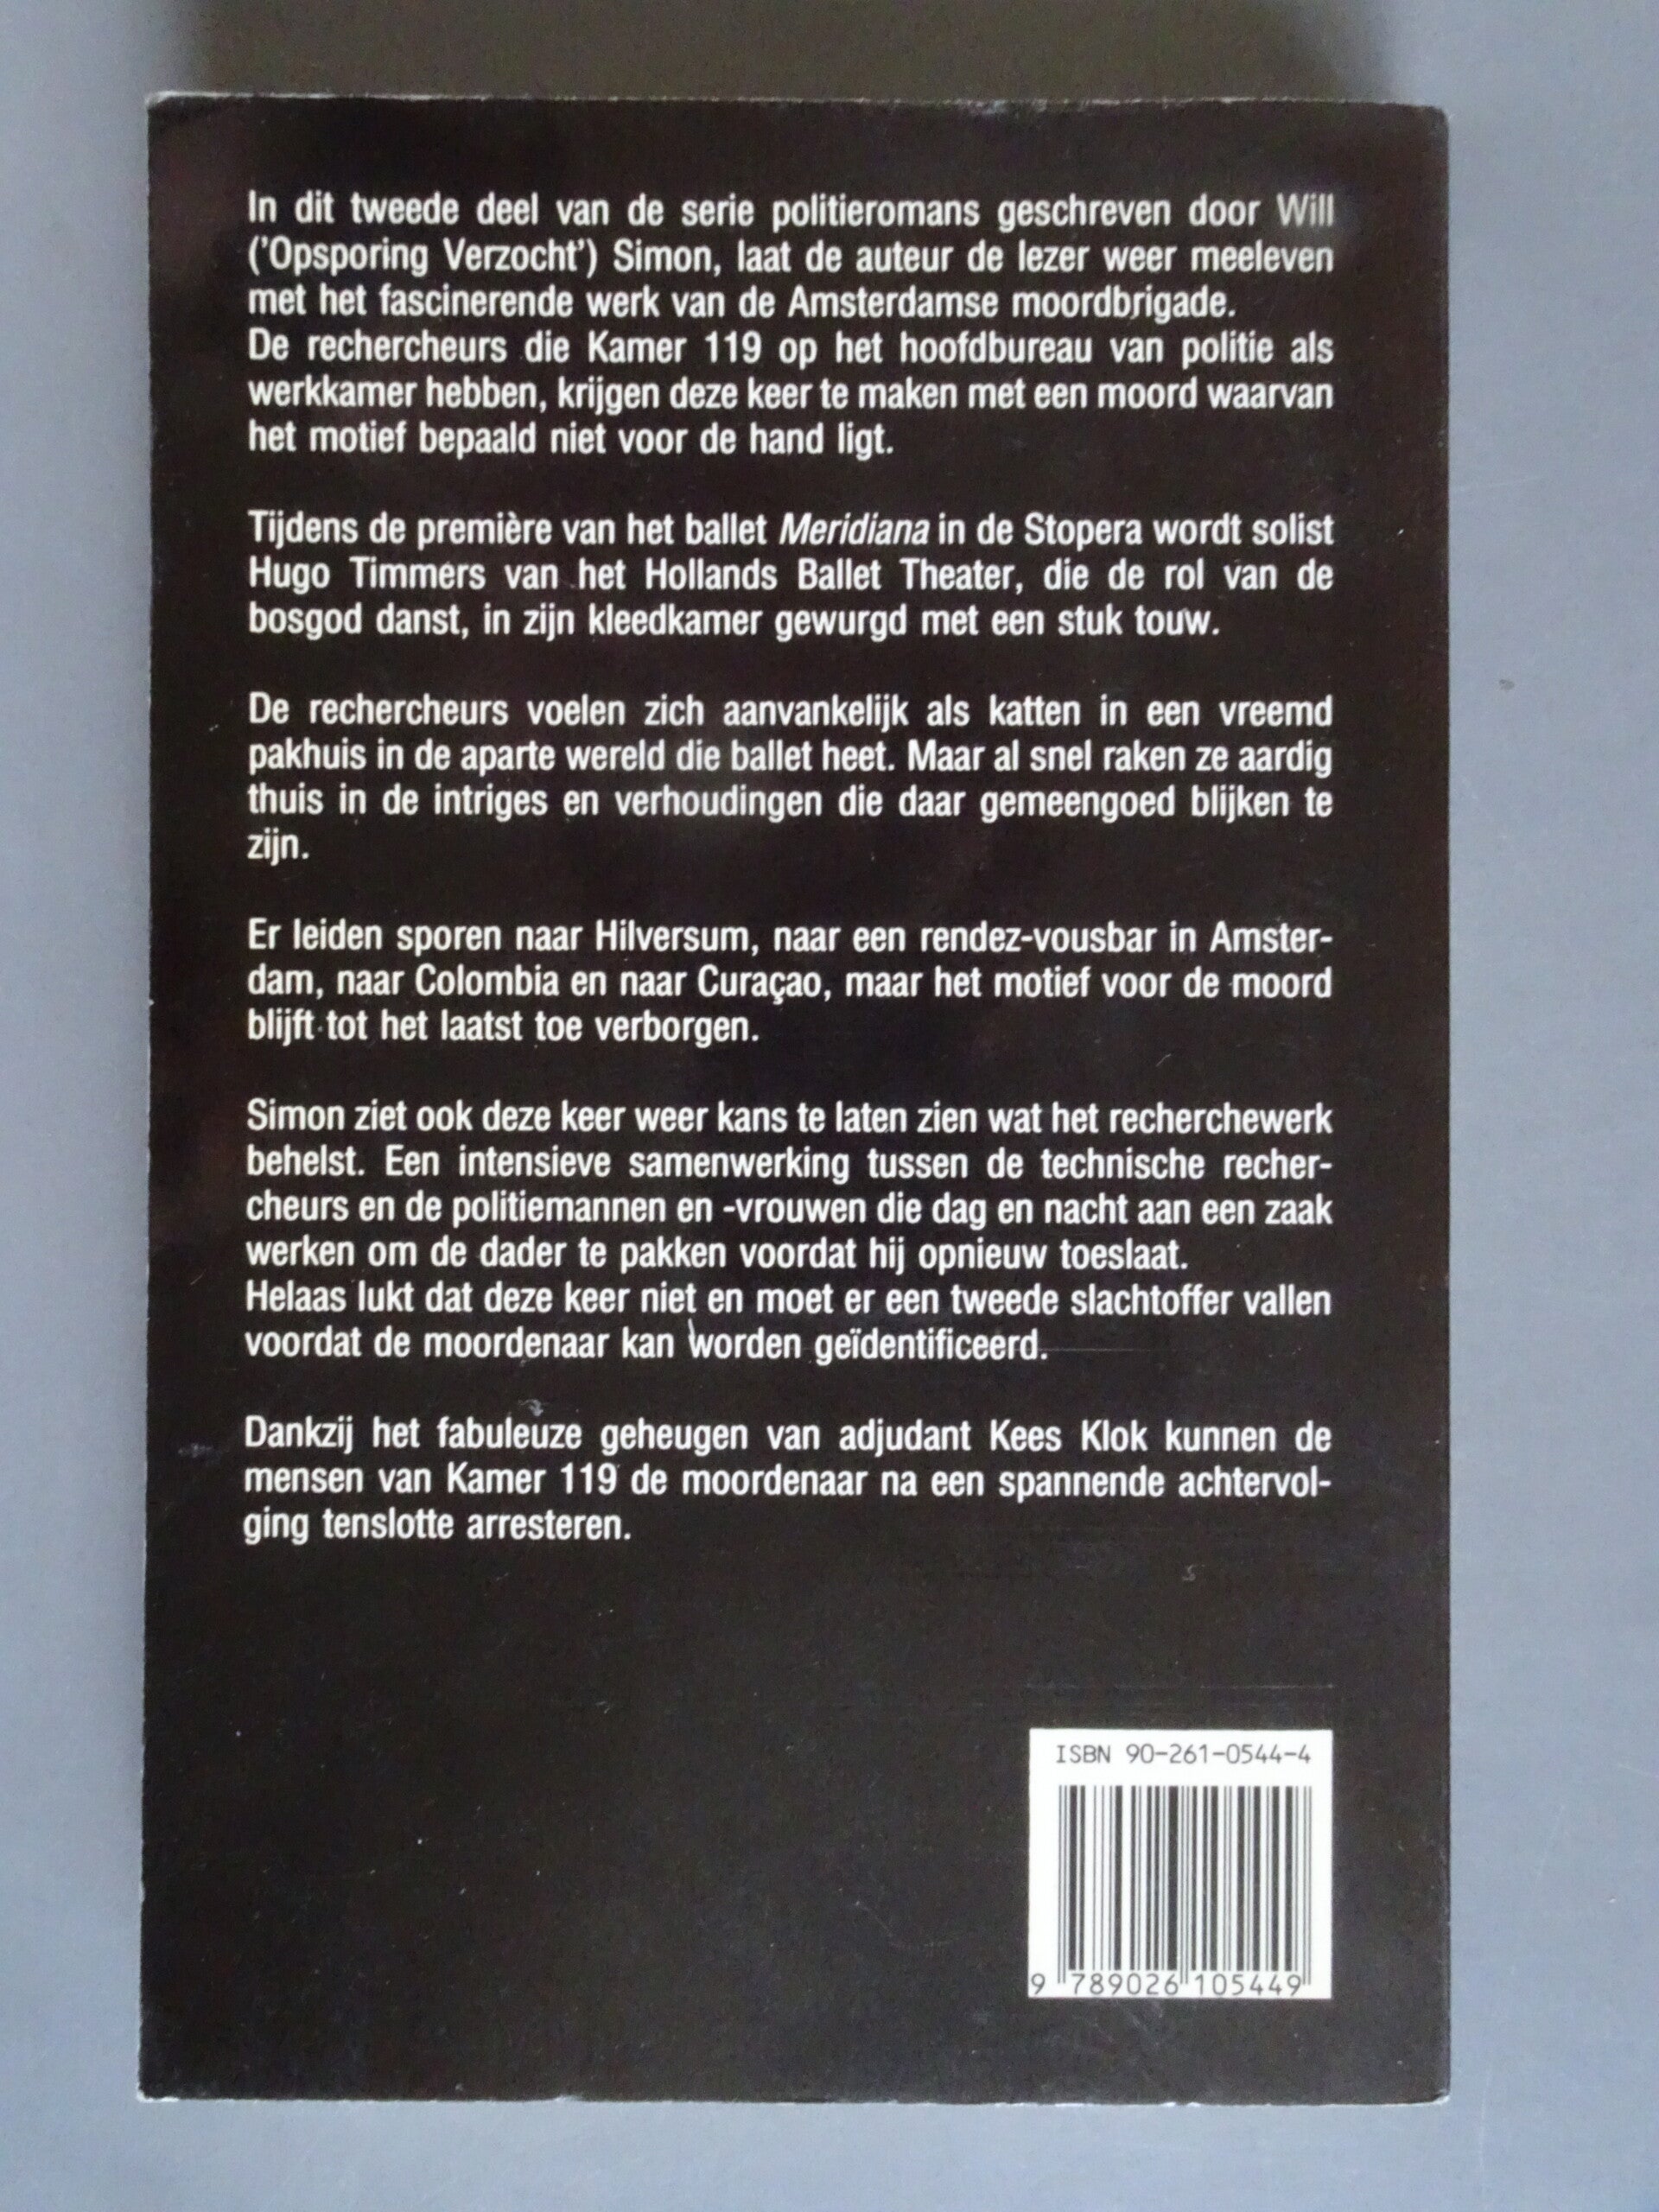 In dit tweede deel van de serie politieromans geschreven door Will
('Opsporing Verzocht') Simon, laat de auteur de lezer weer meeleven
met het fascinerende werk van de Amsterdamse moordbrigade.
De rechercheurs die Kamer 119 op het hoofdbureau van politie als
werkkamer hebben, krijgen deze keer te maken met een moord waarvan
het motief bepaald niet voor de hand ligt.
Tijdens de première van het ballet Meridiana in de Stopera wordt solist
Hugo Timmers van het Hollands Ballet Theater, die de rol van de
bosgod danst, in zijn kleedkamer gewurgd met een stuk touw.
De rechercheurs voelen zich aanvankelijk als katten in een vreemd
pakhuis in de aparte wereld die ballet heet. Maar al snel raken ze aardig
thuis in de intriges en verhoudingen die daar gemeengoed blijken te
zijn.
Er leiden sporen naar Hilversum, naar een rendez-vousbar in Amster-
dam, naar Colombia en naar Curaçao, maar het motief voor de moord
blijft tot het laatst toe verborgen.
Simon ziet ook deze keer weer kans te laten zien wat het recherchewerk
behelst. Een intensieve samenwerking tussen de technische recher-
cheurs en de politiemannen en -vrouwen die dag en nacht aan een zaak
werken om de dader te pakken voordat hij opnieuw toeslaat.
Helaas lukt dat deze keer niet en moet er een tweede slachtoffer vallen
voordat de moordenaar kan worden geïdentificeerd.
Dankzij het fabuleuze geheugen van adjudant Kees Klok kunnen de
mensen van Kamer 119 de moordenaar na een spannende achtervol-
ging tenslotte arresteren.
ISBN 90-261-0544-4
9 789026 105449